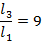 l₃/l₁ = 9